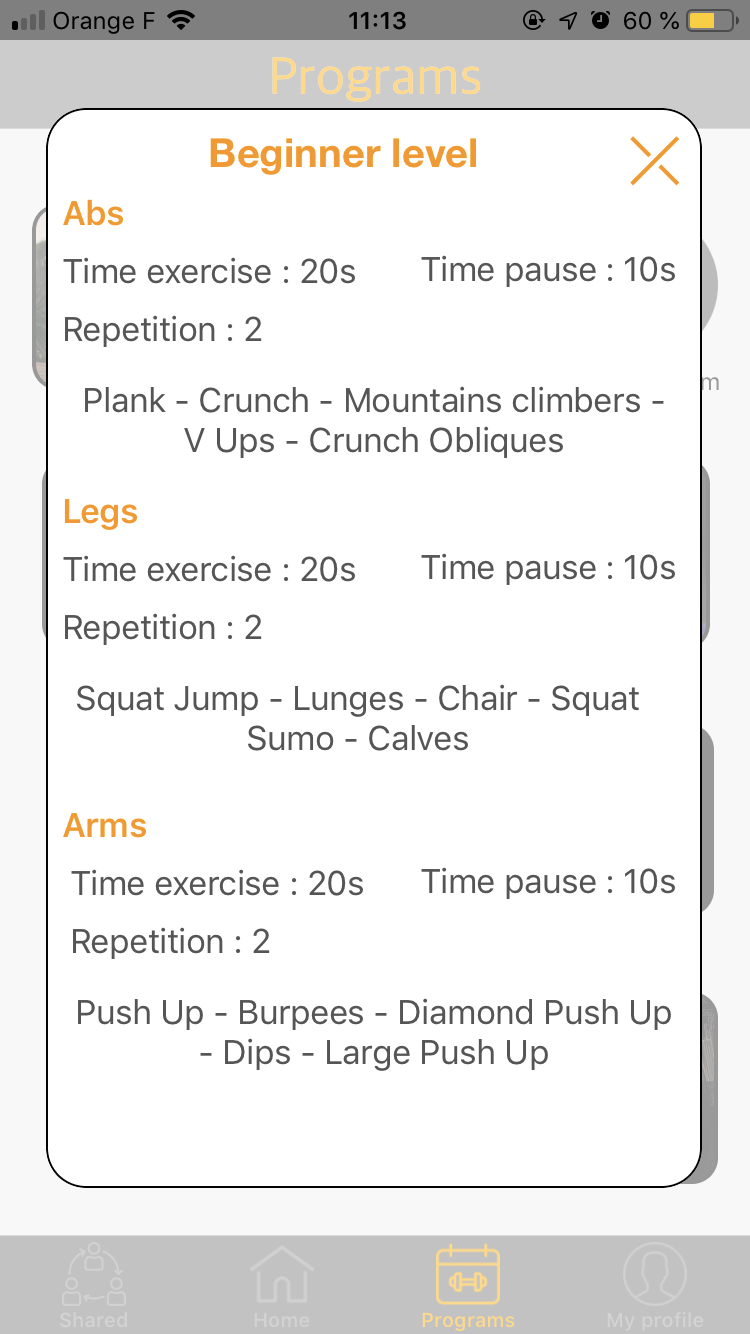 Orange F 11:13 60 %
Programs
Beginner level
Abs
Time exercise : 20s Time pause : 10s
Repetition : 2
Plank - Crunch - Mountains climbers -
V Ups - Crunch Obliques
Legs
Time exercise : 20s Time pause : 10s
Repetition : 2
Squat Jump - Lunges - Chair - Squat
Sumo - Calves
Arms
Time exercise : 20s Time pause : 10s
Repetition : 2
Push Up - Burpees - Diamond Push Up
- Dips - Large Push Up
Shared Home Programs My profile